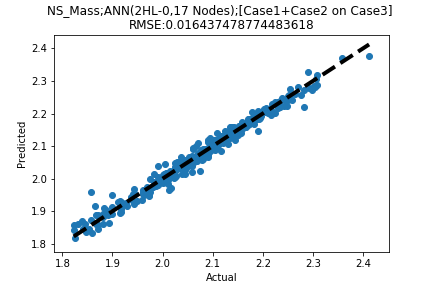 NS_Mass;ANN(2HL-0,17 Nodes);[Case1+Case2 on Case3]
RMSE:0.016437478774483618
2.4
2.3
2.2
2.1
2.0
1.9
1.8
Predicted
1.8 1.9 2.0 2.1 2.2 2.3 2.4
Actual